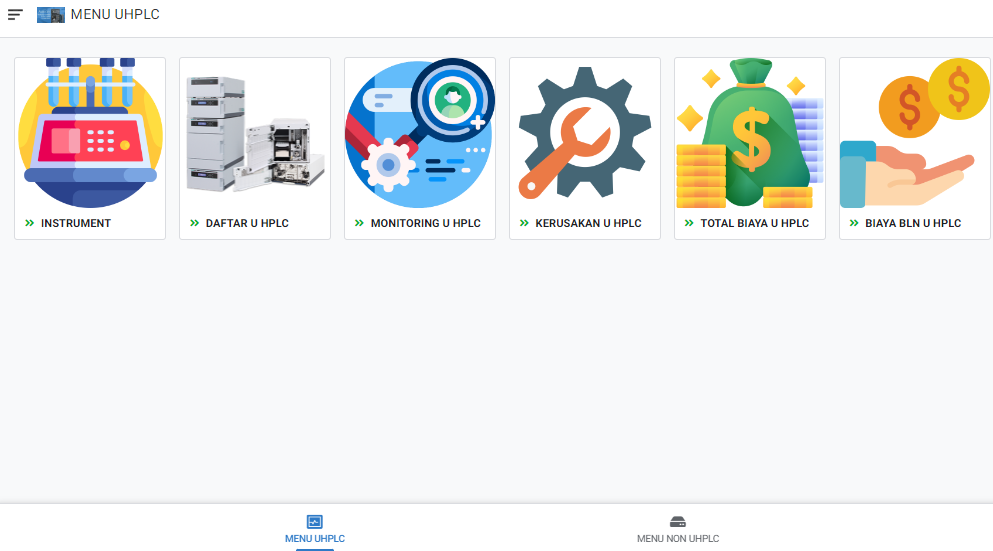 MENU UHPLC
INSTRUMENT
DAFTAR U HPLC
MONITORING U HPLC
KERUSAKAN U HPLC
TOTAL BIAYA U HPLC
BIAYA BLN U HPLC
MENU UHPLC
MENU NON UHPLC